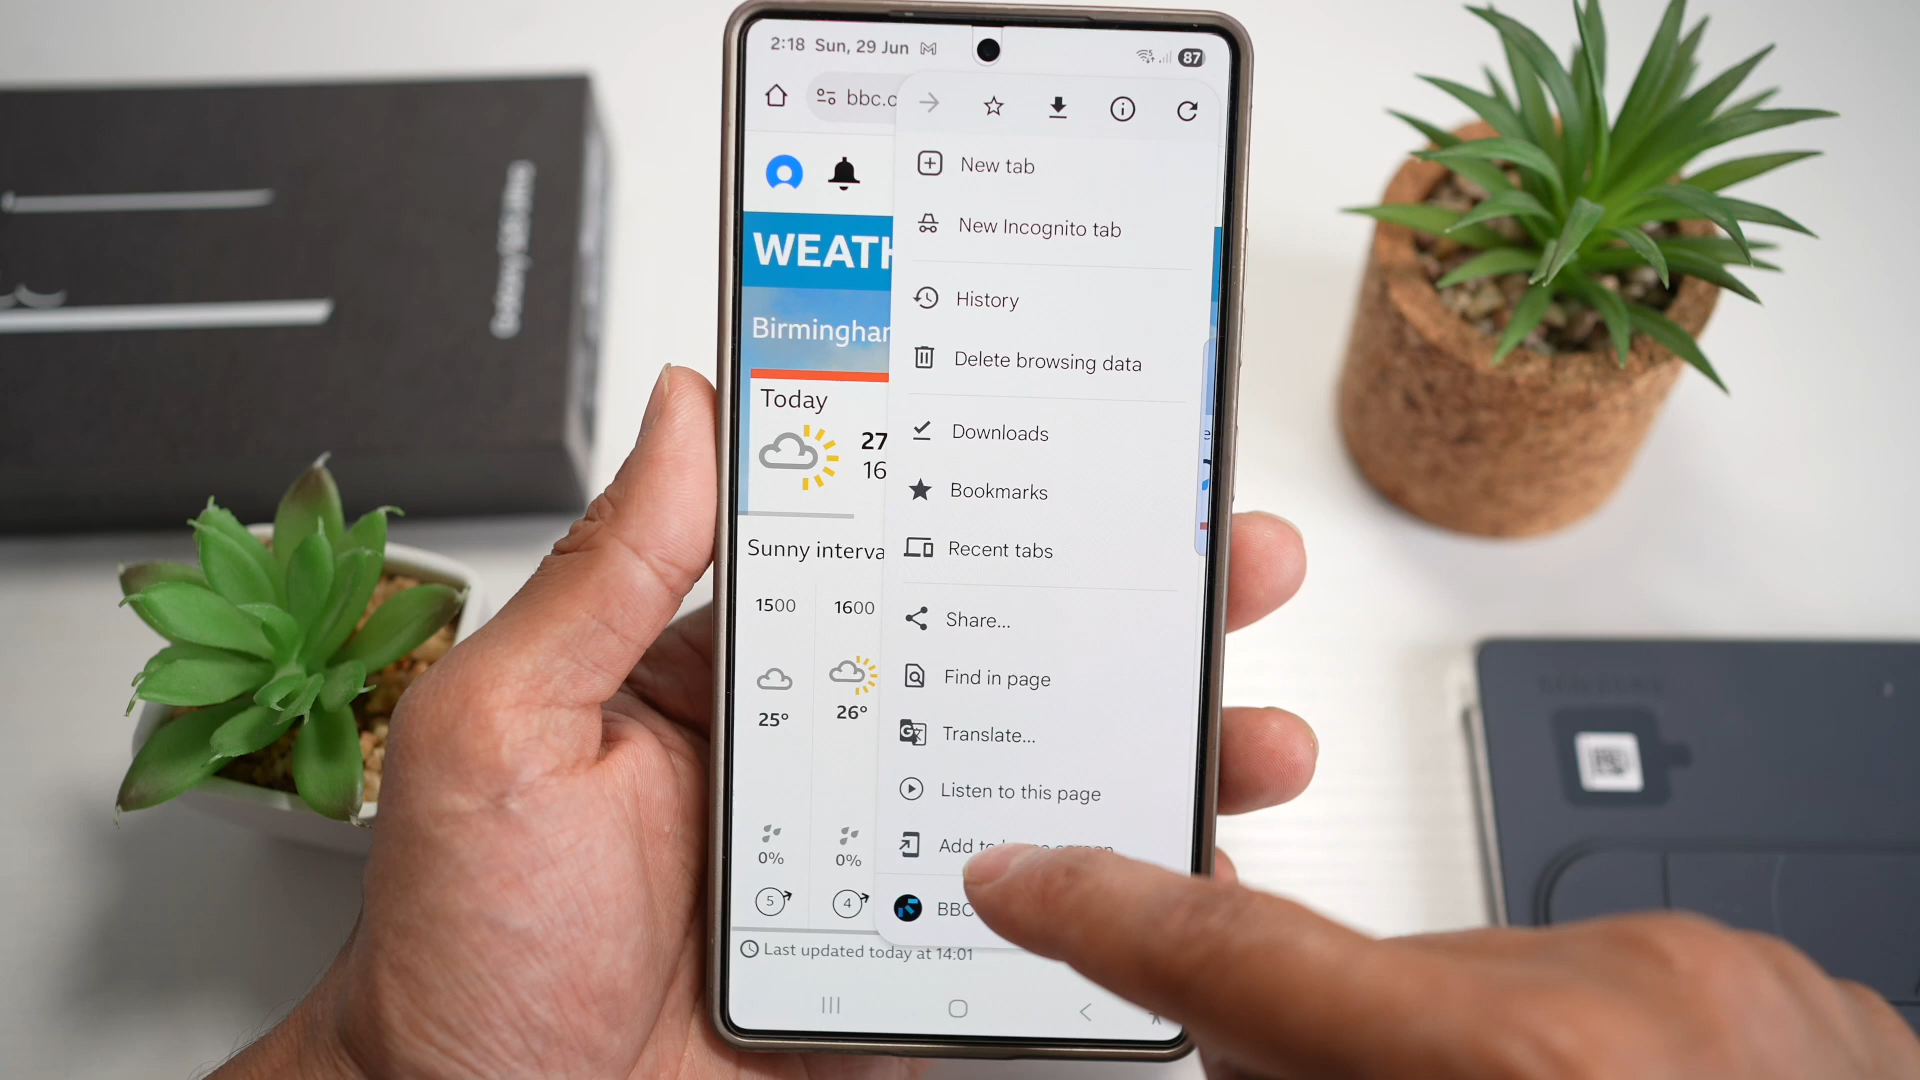 2:18 Sun, 29 Jun
87
bbc.c
New tab
New Incognito tab
WEATH
History
Birminghar
Delete browsing data
Today
27
16
Downloads
Bookmarks
Sunny interva
Recent tabs
1500 1600
Share...
Find in page
25° 26°
Translate...
Listen to this page
0% 0%
Add to home screen
5 4
BBC
Last updated today at 14:01